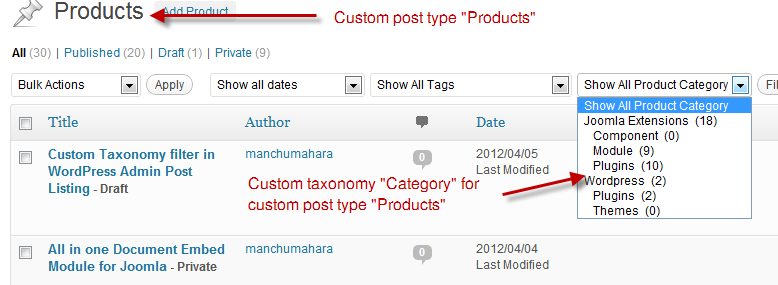 Products Add Product Custom post type "Products"
All (30) | Published (20) | Draft (1) | Private (9)
Bulk Actions Apply Show all dates Show All Tags Show All Product Category Fil
Show All Product Category
Joomla Extensions (18)
Component (0)
Module (9)
Plugins (10)
Wordpress (2)
Plugins (2)
Themes (0)
Title Author Date
Custom Taxonomy filter in manchumahara 0 2012/04/05
WordPress Admin Post Last Modified
Listing - Draft
Custom taxonomy "Category" for
custom post type "Products"
All in one Document Embed manchumahara 0 2012/04/04
Module for Joomla - Private Last Modified